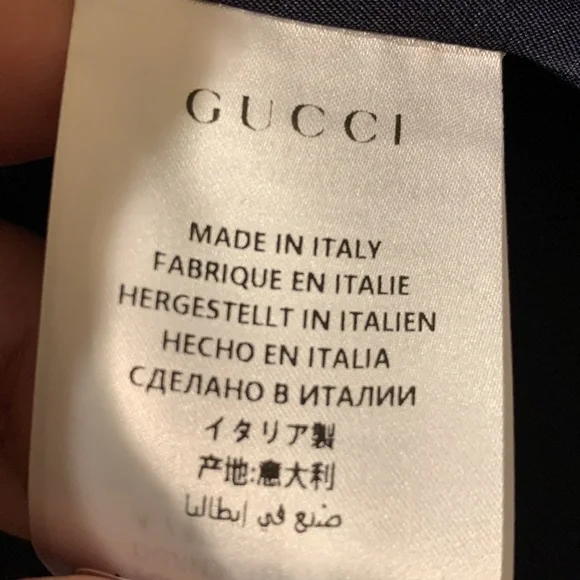 GUCCI
MADE IN ITALY
FABRIQUE EN ITALIE
HERGESTELLT IN ITALIEN
HECHO EN ITALIA
СДЕЛАНО В ИТАЛИИ
イタリア製
产地:意大利
صنع في إيطاليا